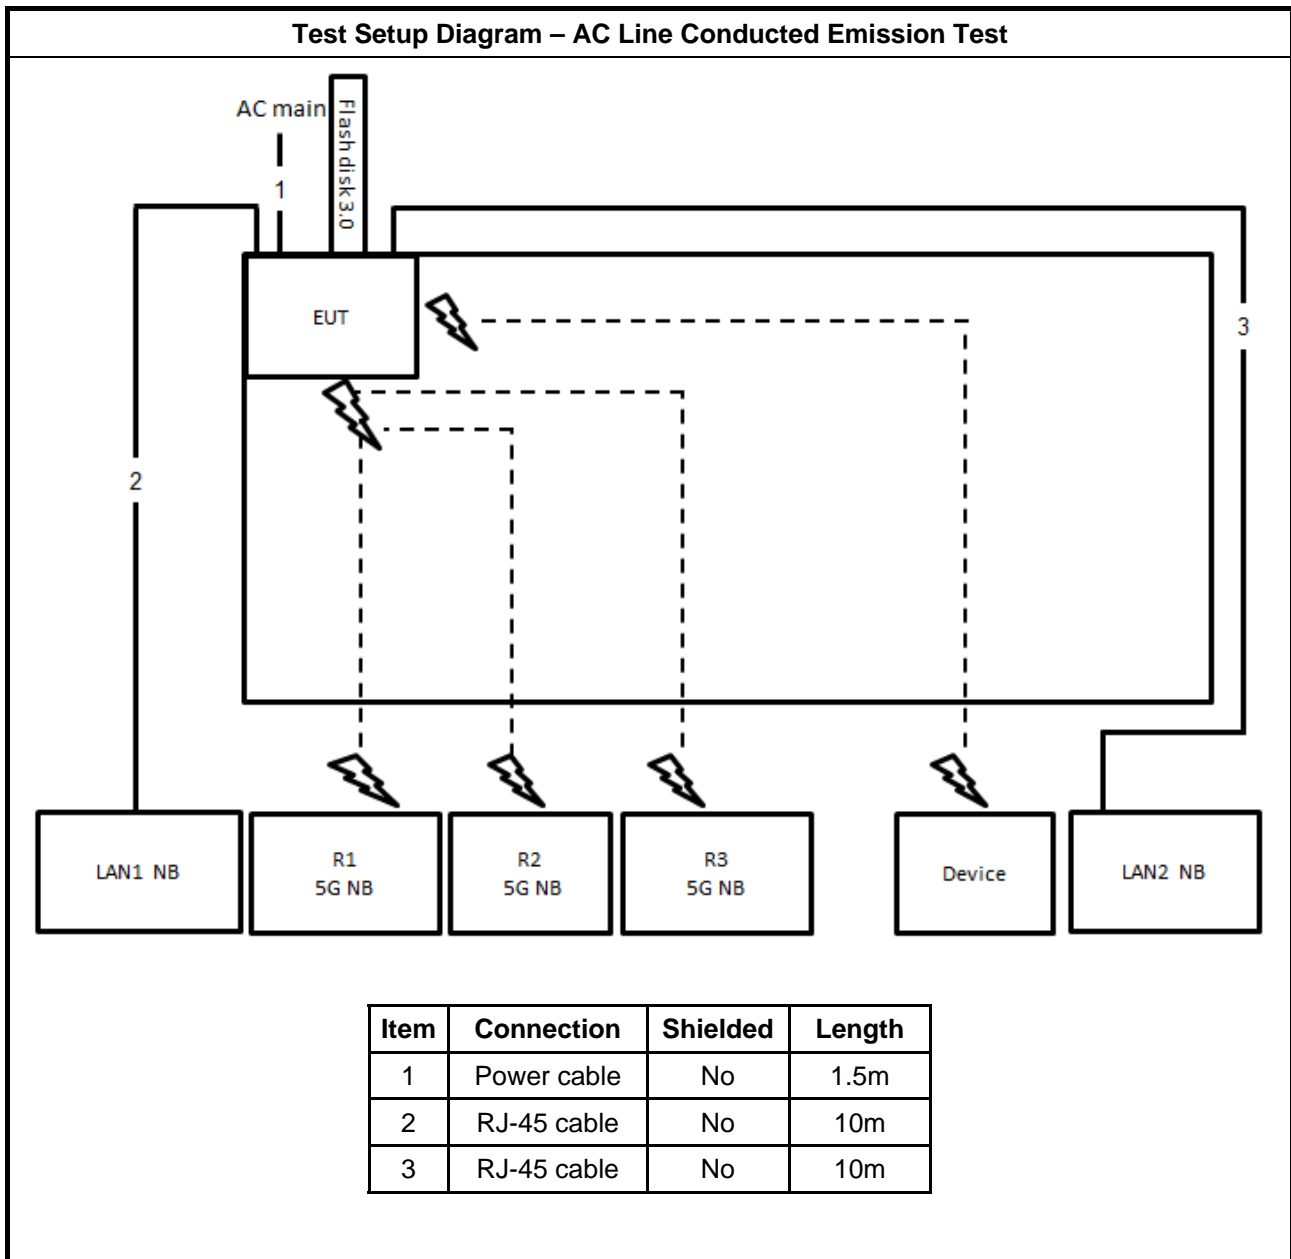 Test Setup Diagram – AC Line Conducted Emission Test
AC main
Flash disk 3.0
1
EUT
3
2
LAN1 NB
R1
5G NB
R2
5G NB
R3
5G NB
Device
LAN2 NB
Item Connection Shielded Length
1 Power cable No 1.5m
2 RJ-45 cable No 10m
3 RJ-45 cable No 10m